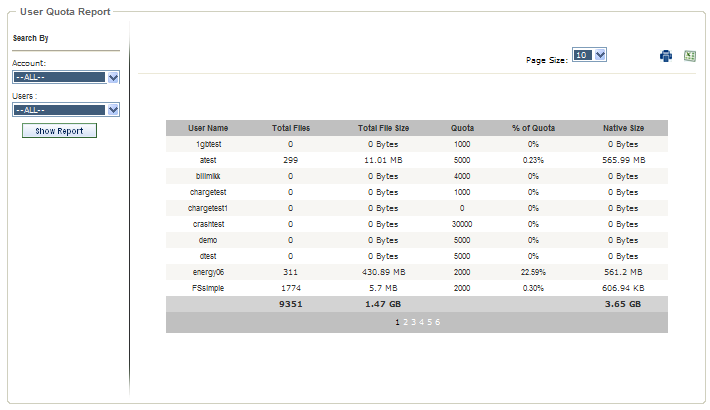 User Quota Report
Search By
Account:
--ALL--
Users :
--ALL--
Show Report
Page Size: 10
User Name Total Files Total File Size Quota % of Quota Native Size
1gbtest 0 0 Bytes 1000 0% 0 Bytes
atest 299 11.01 MB 5000 0.23% 565.99 MB
billmikk 0 0 Bytes 4000 0% 0 Bytes
chargetest 0 0 Bytes 1000 0% 0 Bytes
chargetest1 0 0 Bytes 0 0% 0 Bytes
crashtest 0 0 Bytes 30000 0% 0 Bytes
demo 0 0 Bytes 5000 0% 0 Bytes
dtest 0 0 Bytes 5000 0% 0 Bytes
energy06 311 430.89 MB 2000 22.59% 561.2 MB
FSsimple 1774 5.7 MB 2000 0.30% 606.94 KB
9351 1.47 GB 3.65 GB
1 2 3 4 5 6